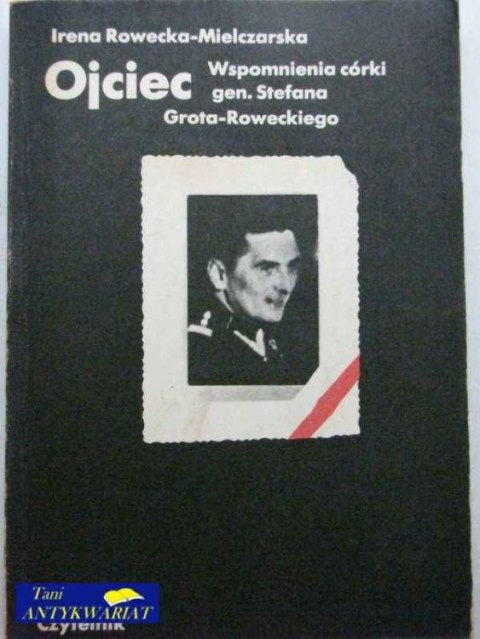 Irena Rowecka-Mielczarska
Ojciec
Wspomnienia córki
gen. Stefana
Grota-Roweckiego
Tani
ANTYKWARIAT
Czytelnik